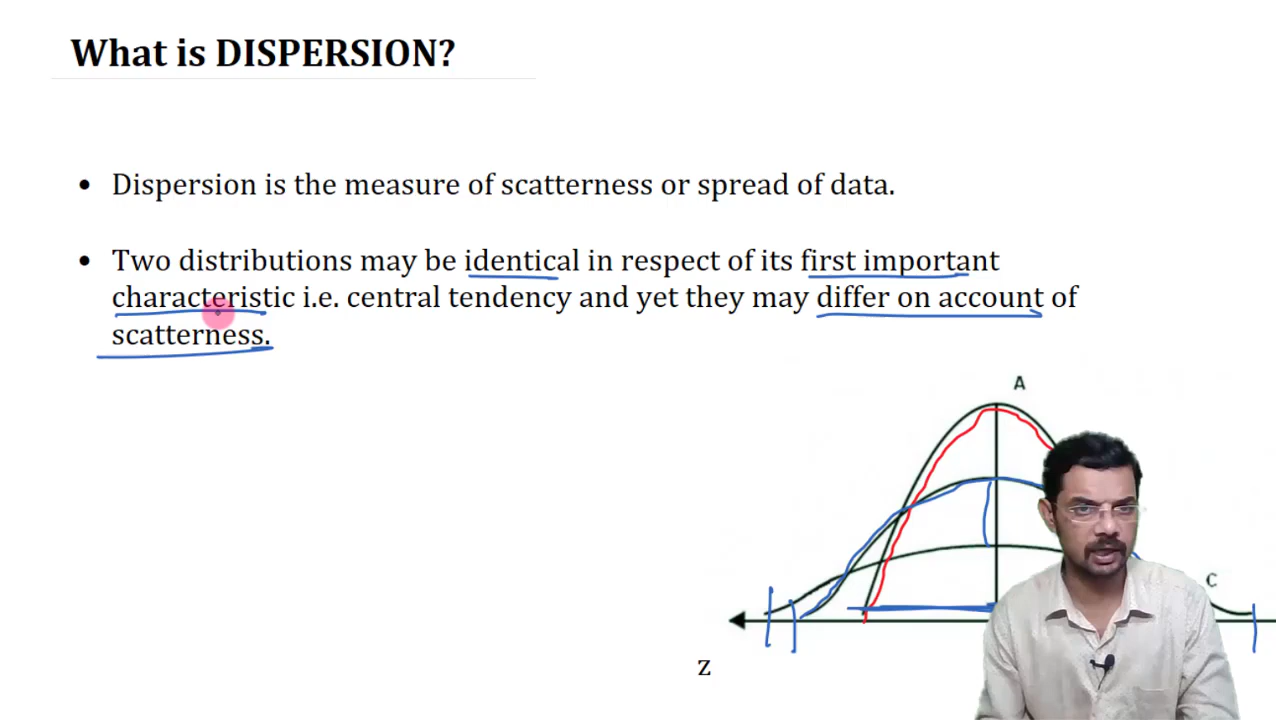 What is DISPERSION?
• Dispersion is the measure of scatterness or spread of data.
• Two distributions may be identical in respect of its first important
characteristic i.e. central tendency and yet they may differ on account of
scatterness.
A
C
z